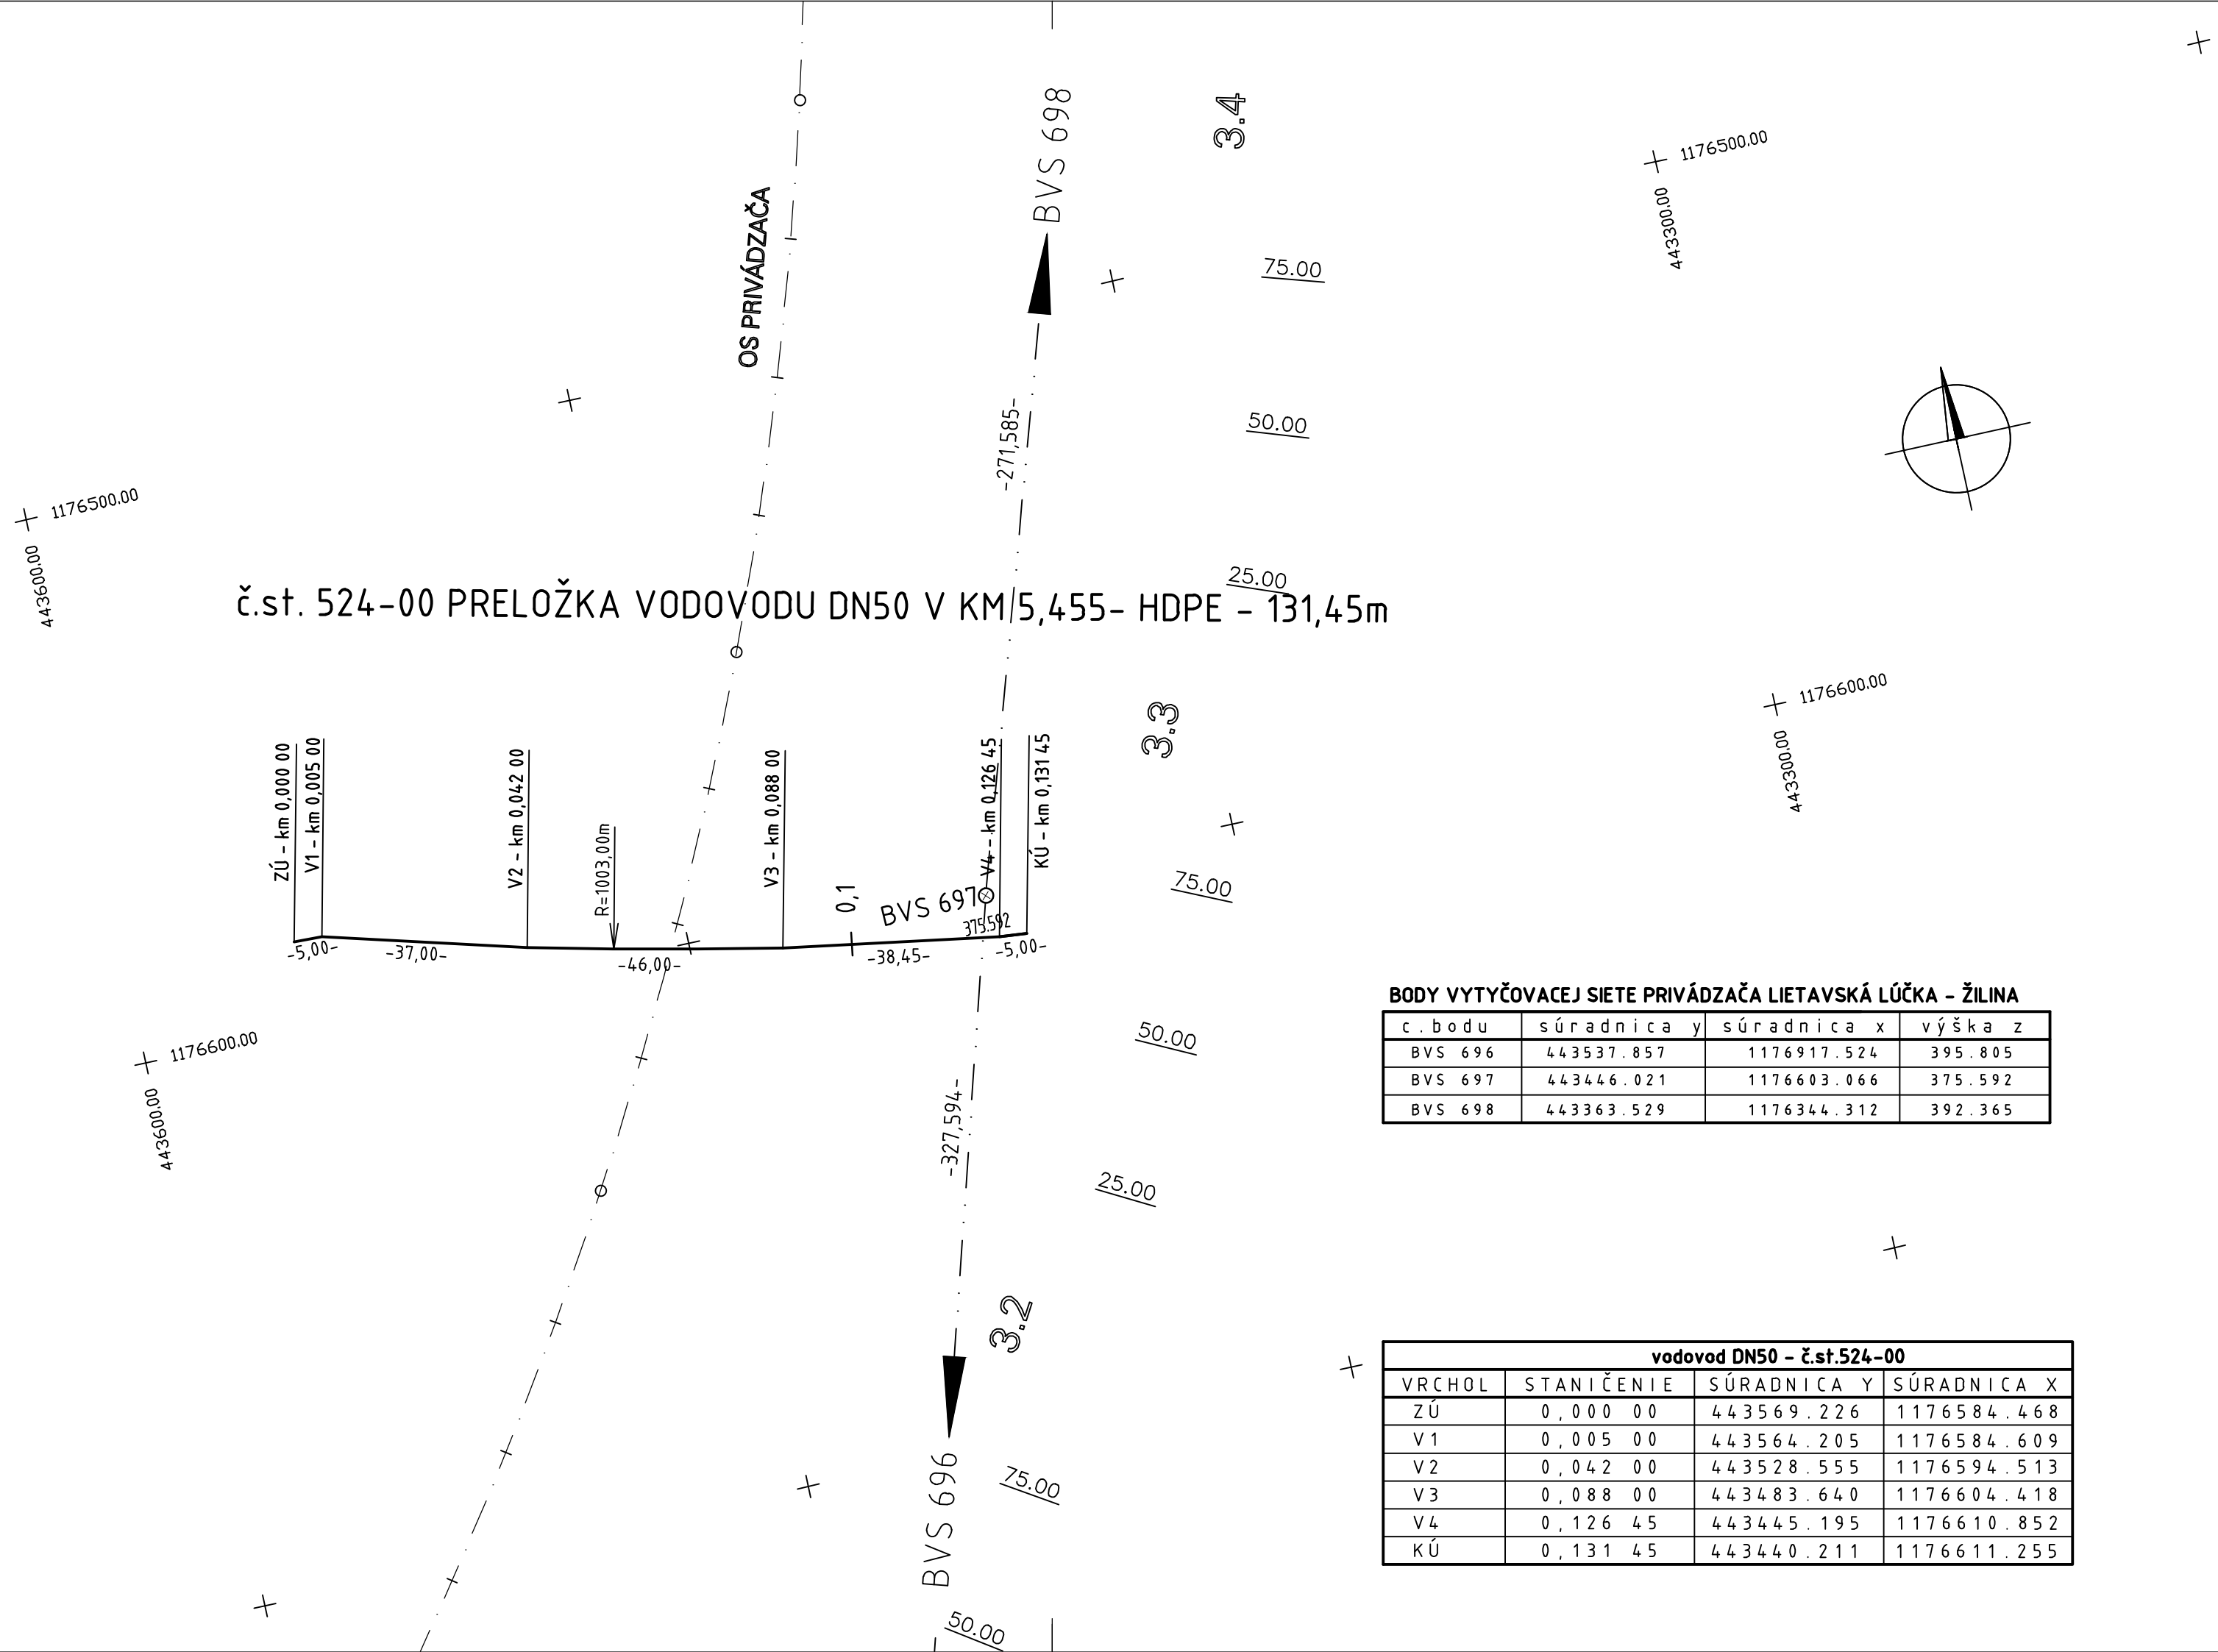 BVS 698
3.4
1176500.00
443300.00
OS PRIVÁDZAČA
75.00
-271,585-
50.00
1176500.00
443600.00
25.00
č.st. 524-00 PRELOŽKA VODOVODU DN50 V KM 5,455- HDPE - 131,45m
3.3
1176600.00
443300.00
ZÚ - km 0,000 00
V1 - km 0,005 00
V2 - km 0,042 00
R=1003,00m
V3 - km 0,088 00
0,1
V4 - km 0,126 45
KÚ - km 0,131 45
BVS 697
375.592
75.00
-5,00-
-37,00-
-46,00-
-38,45-
-5,00-
1176600.00
443600.00
50.00
-327,594-
25.00
3.2
BVS 696
75.00
50.00
BODY VYTYČOVACEJ SIETE PRIVÁDZAČA LIETAVSKÁ LÚČKA - ŽILINA
c.bodu súradnica y súradnica x výška z
BVS 696 443537.857 1176917.524 395.805
BVS 697 443446.021 1176603.066 375.592
BVS 698 443363.529 1176344.312 392.365
vodovod DN50 - č.st.524-00
VRCHOL STANIČENIE SÚRADNICA Y SÚRADNICA X
ZÚ 0,000 00 443569.226 1176584.468
V1 0,005 00 443564.205 1176584.609
V2 0,042 00 443528.555 1176594.513
V3 0,088 00 443483.640 1176604.418
V4 0,126 45 443445.195 1176610.852
KÚ 0,131 45 443440.211 1176611.255